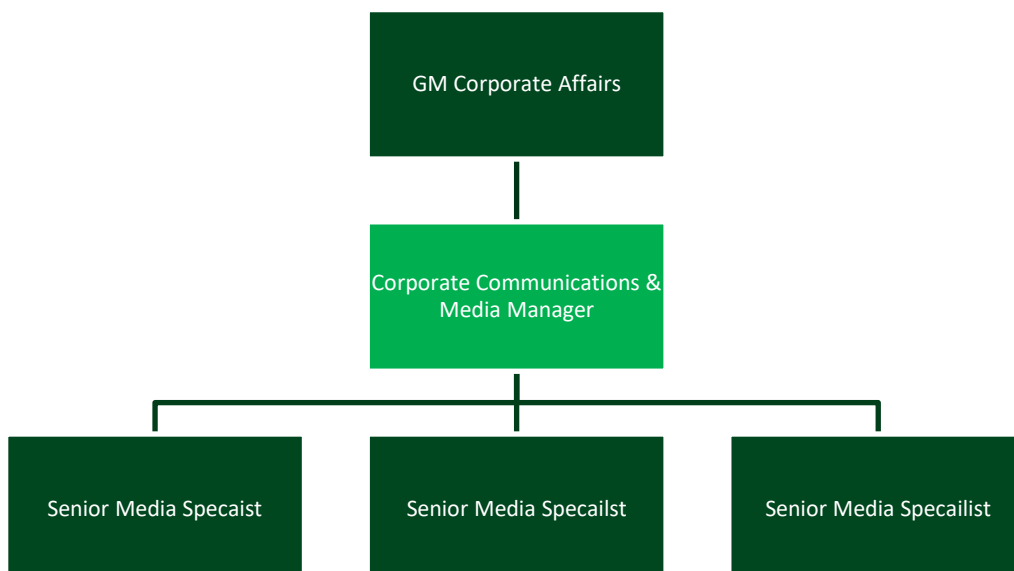 GM Corporate Affairs
Corporate Communications &
Media Manager
Senior Media Specaist
Senior Media Specailst
Senior Media Specailist